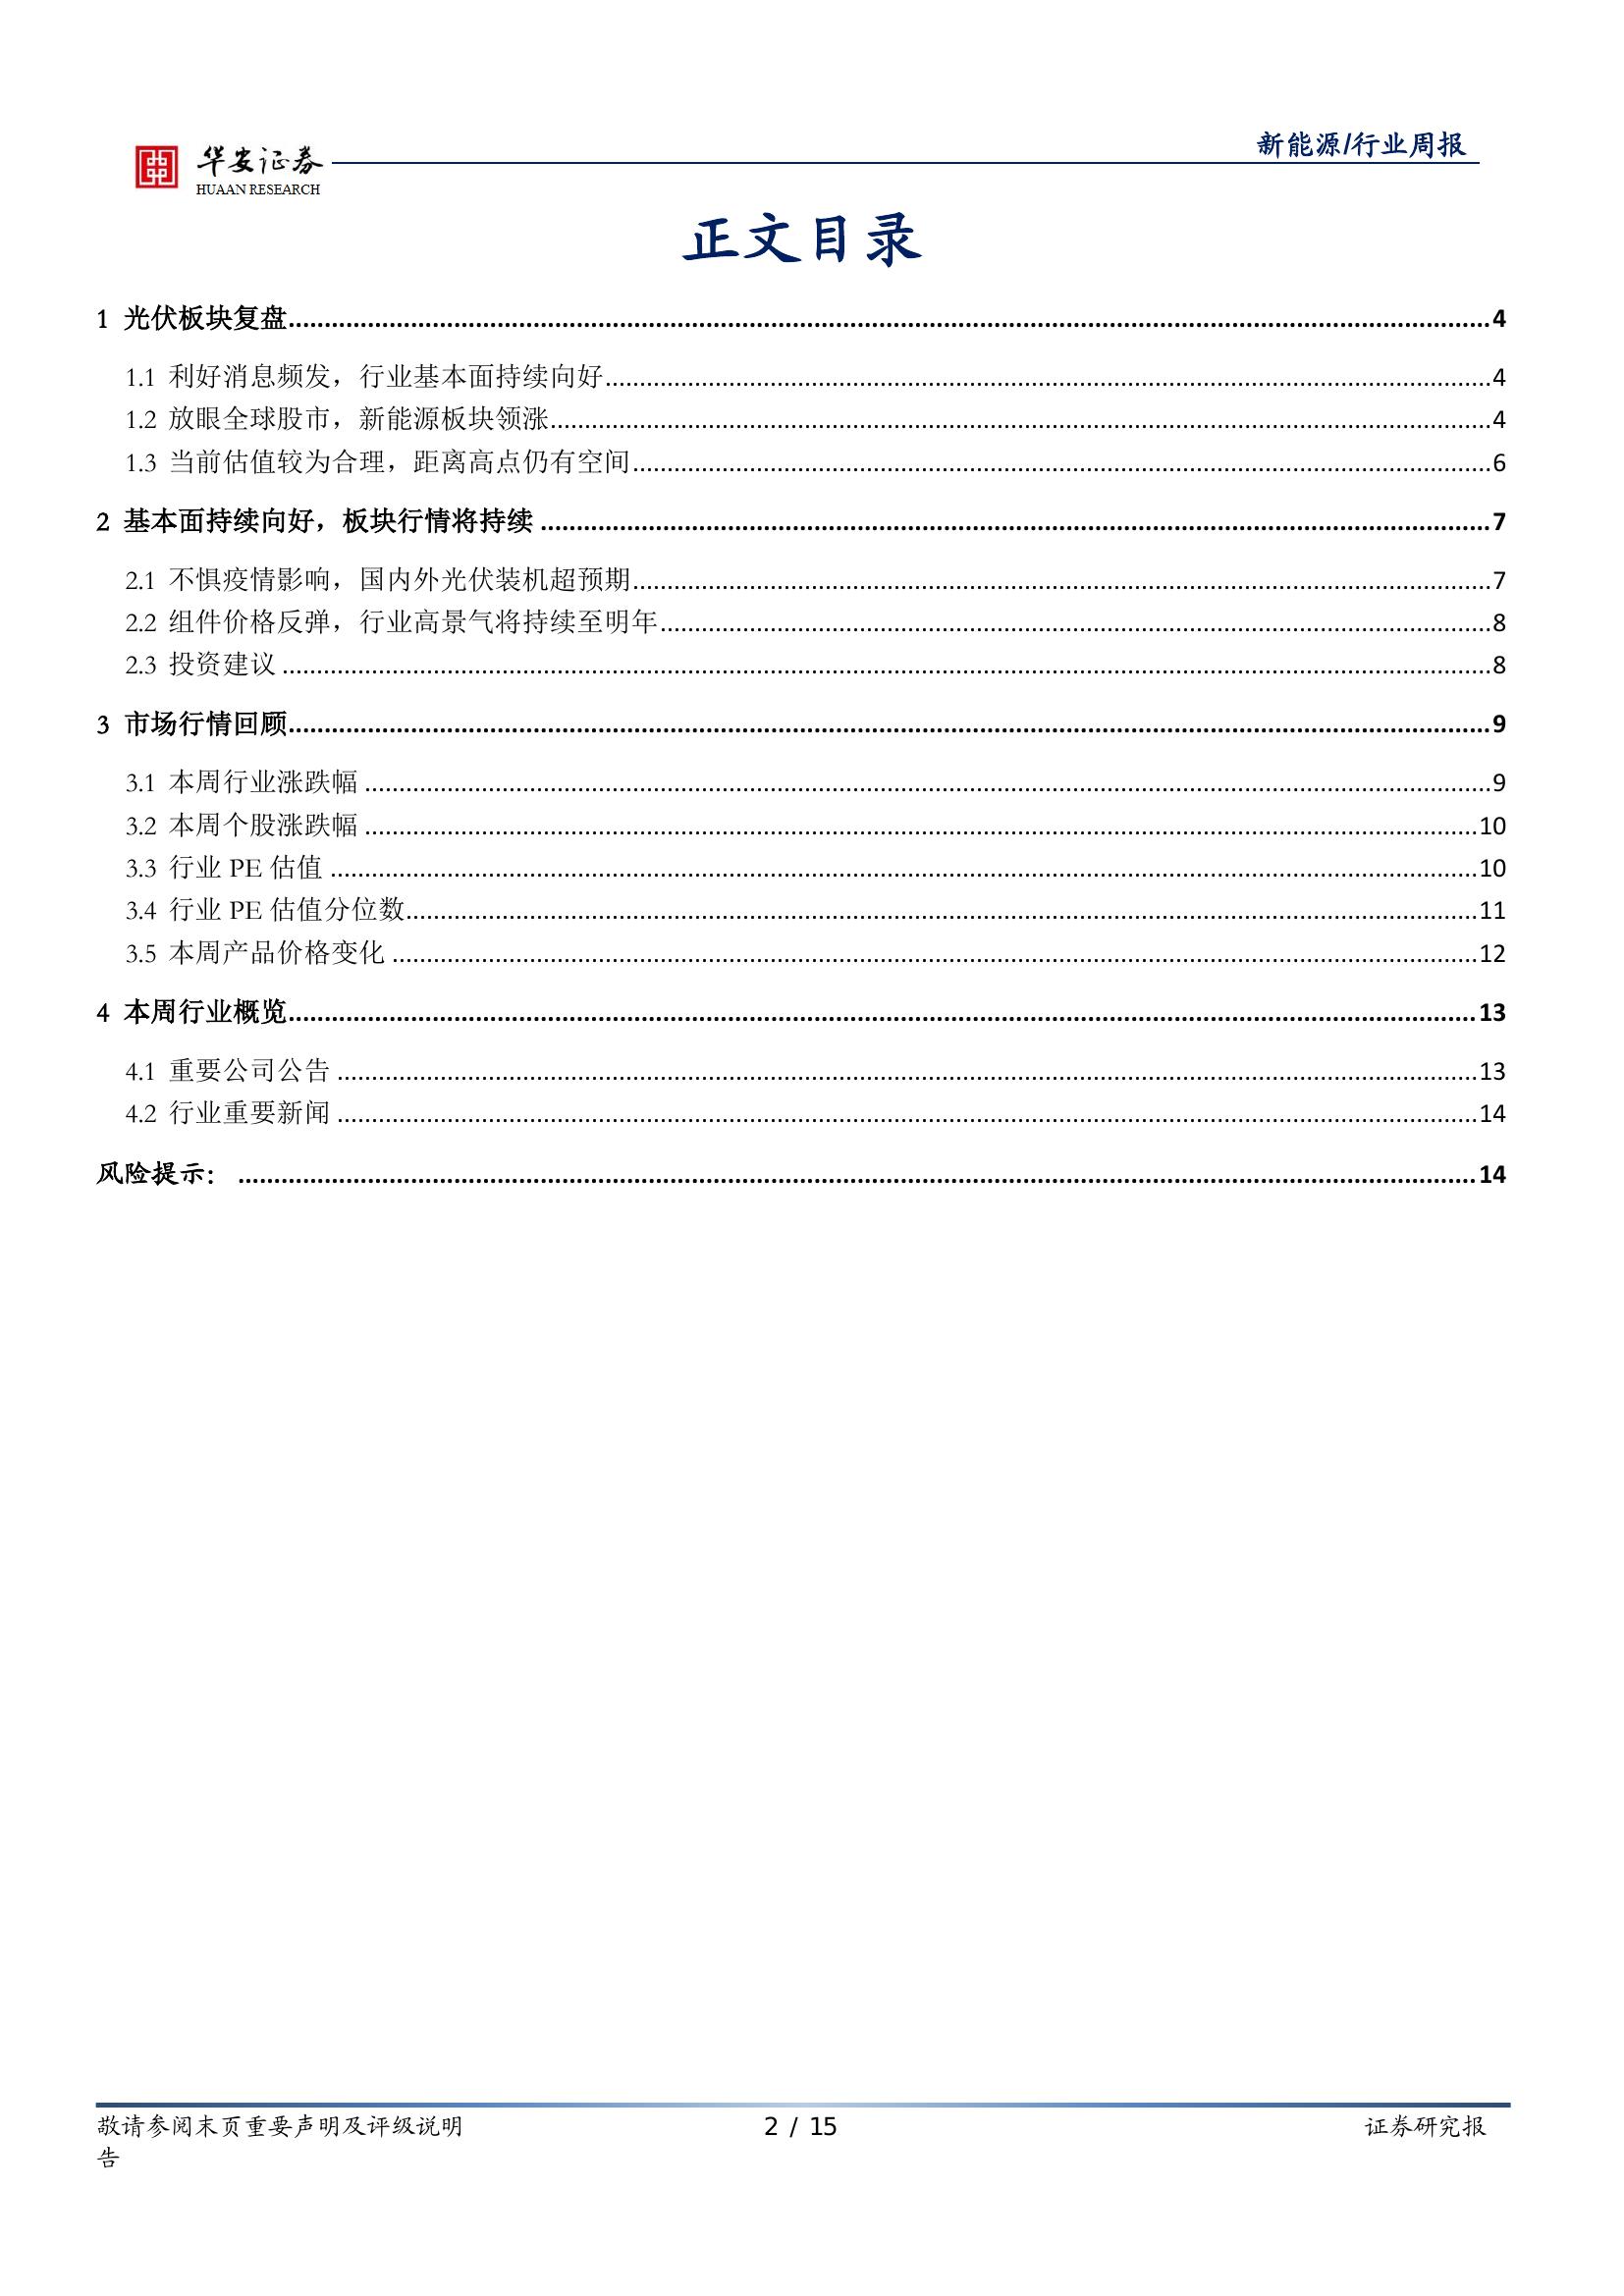 华安证券
HUAAN RESEARCH
新能源/行业周报
正文目录
1 光伏板块复盘....................4
1.1 利好消息频发，行业基本面持续向好....................4
1.2 放眼全球股市，新能源板块领涨....................4
1.3 当前估值较为合理，距离高点仍有空间....................6
2 基本面持续向好，板块行情将持续....................7
2.1 不惧疫情影响，国内外光伏装机超预期....................7
2.2 组件价格反弹，行业高景气将持续至明年....................8
2.3 投资建议....................8
3 市场行情回顾....................9
3.1 本周行业涨跌幅....................9
3.2 本周个股涨跌幅....................10
3.3 行业 PE 估值....................10
3.4 行业 PE 估值分位数....................11
3.5 本周产品价格变化....................12
4 本周行业概览....................13
4.1 重要公司公告....................13
4.2 行业重要新闻....................14
风险提示：....................14
敬请参阅末页重要声明及评级说明 2 / 15 证券研究报
告